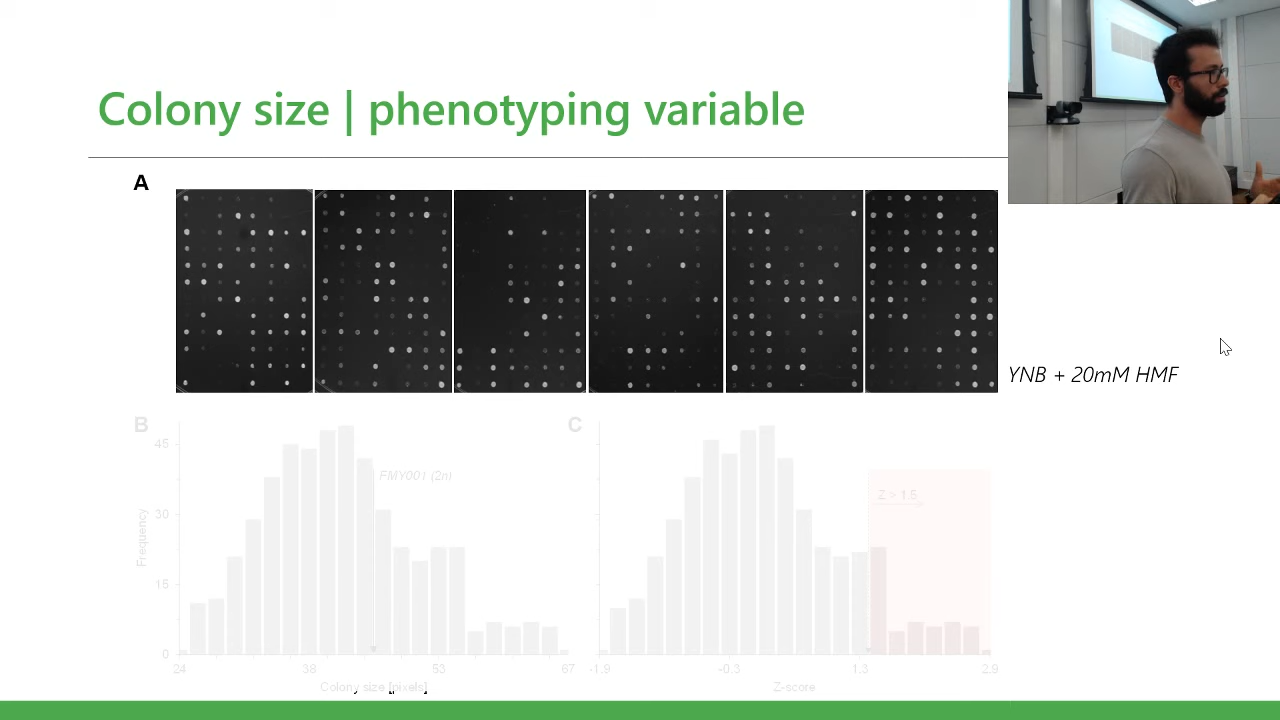 Colony size | phenotyping variable
A
YNB + 20mM HMF
B
C
45
30
15
0
Frequency
FMY001 (2n)
24
38
53
67
Colony size [pixels]
Z > 1.5
-1.9
-0.3
1.3
2.9
Z-score